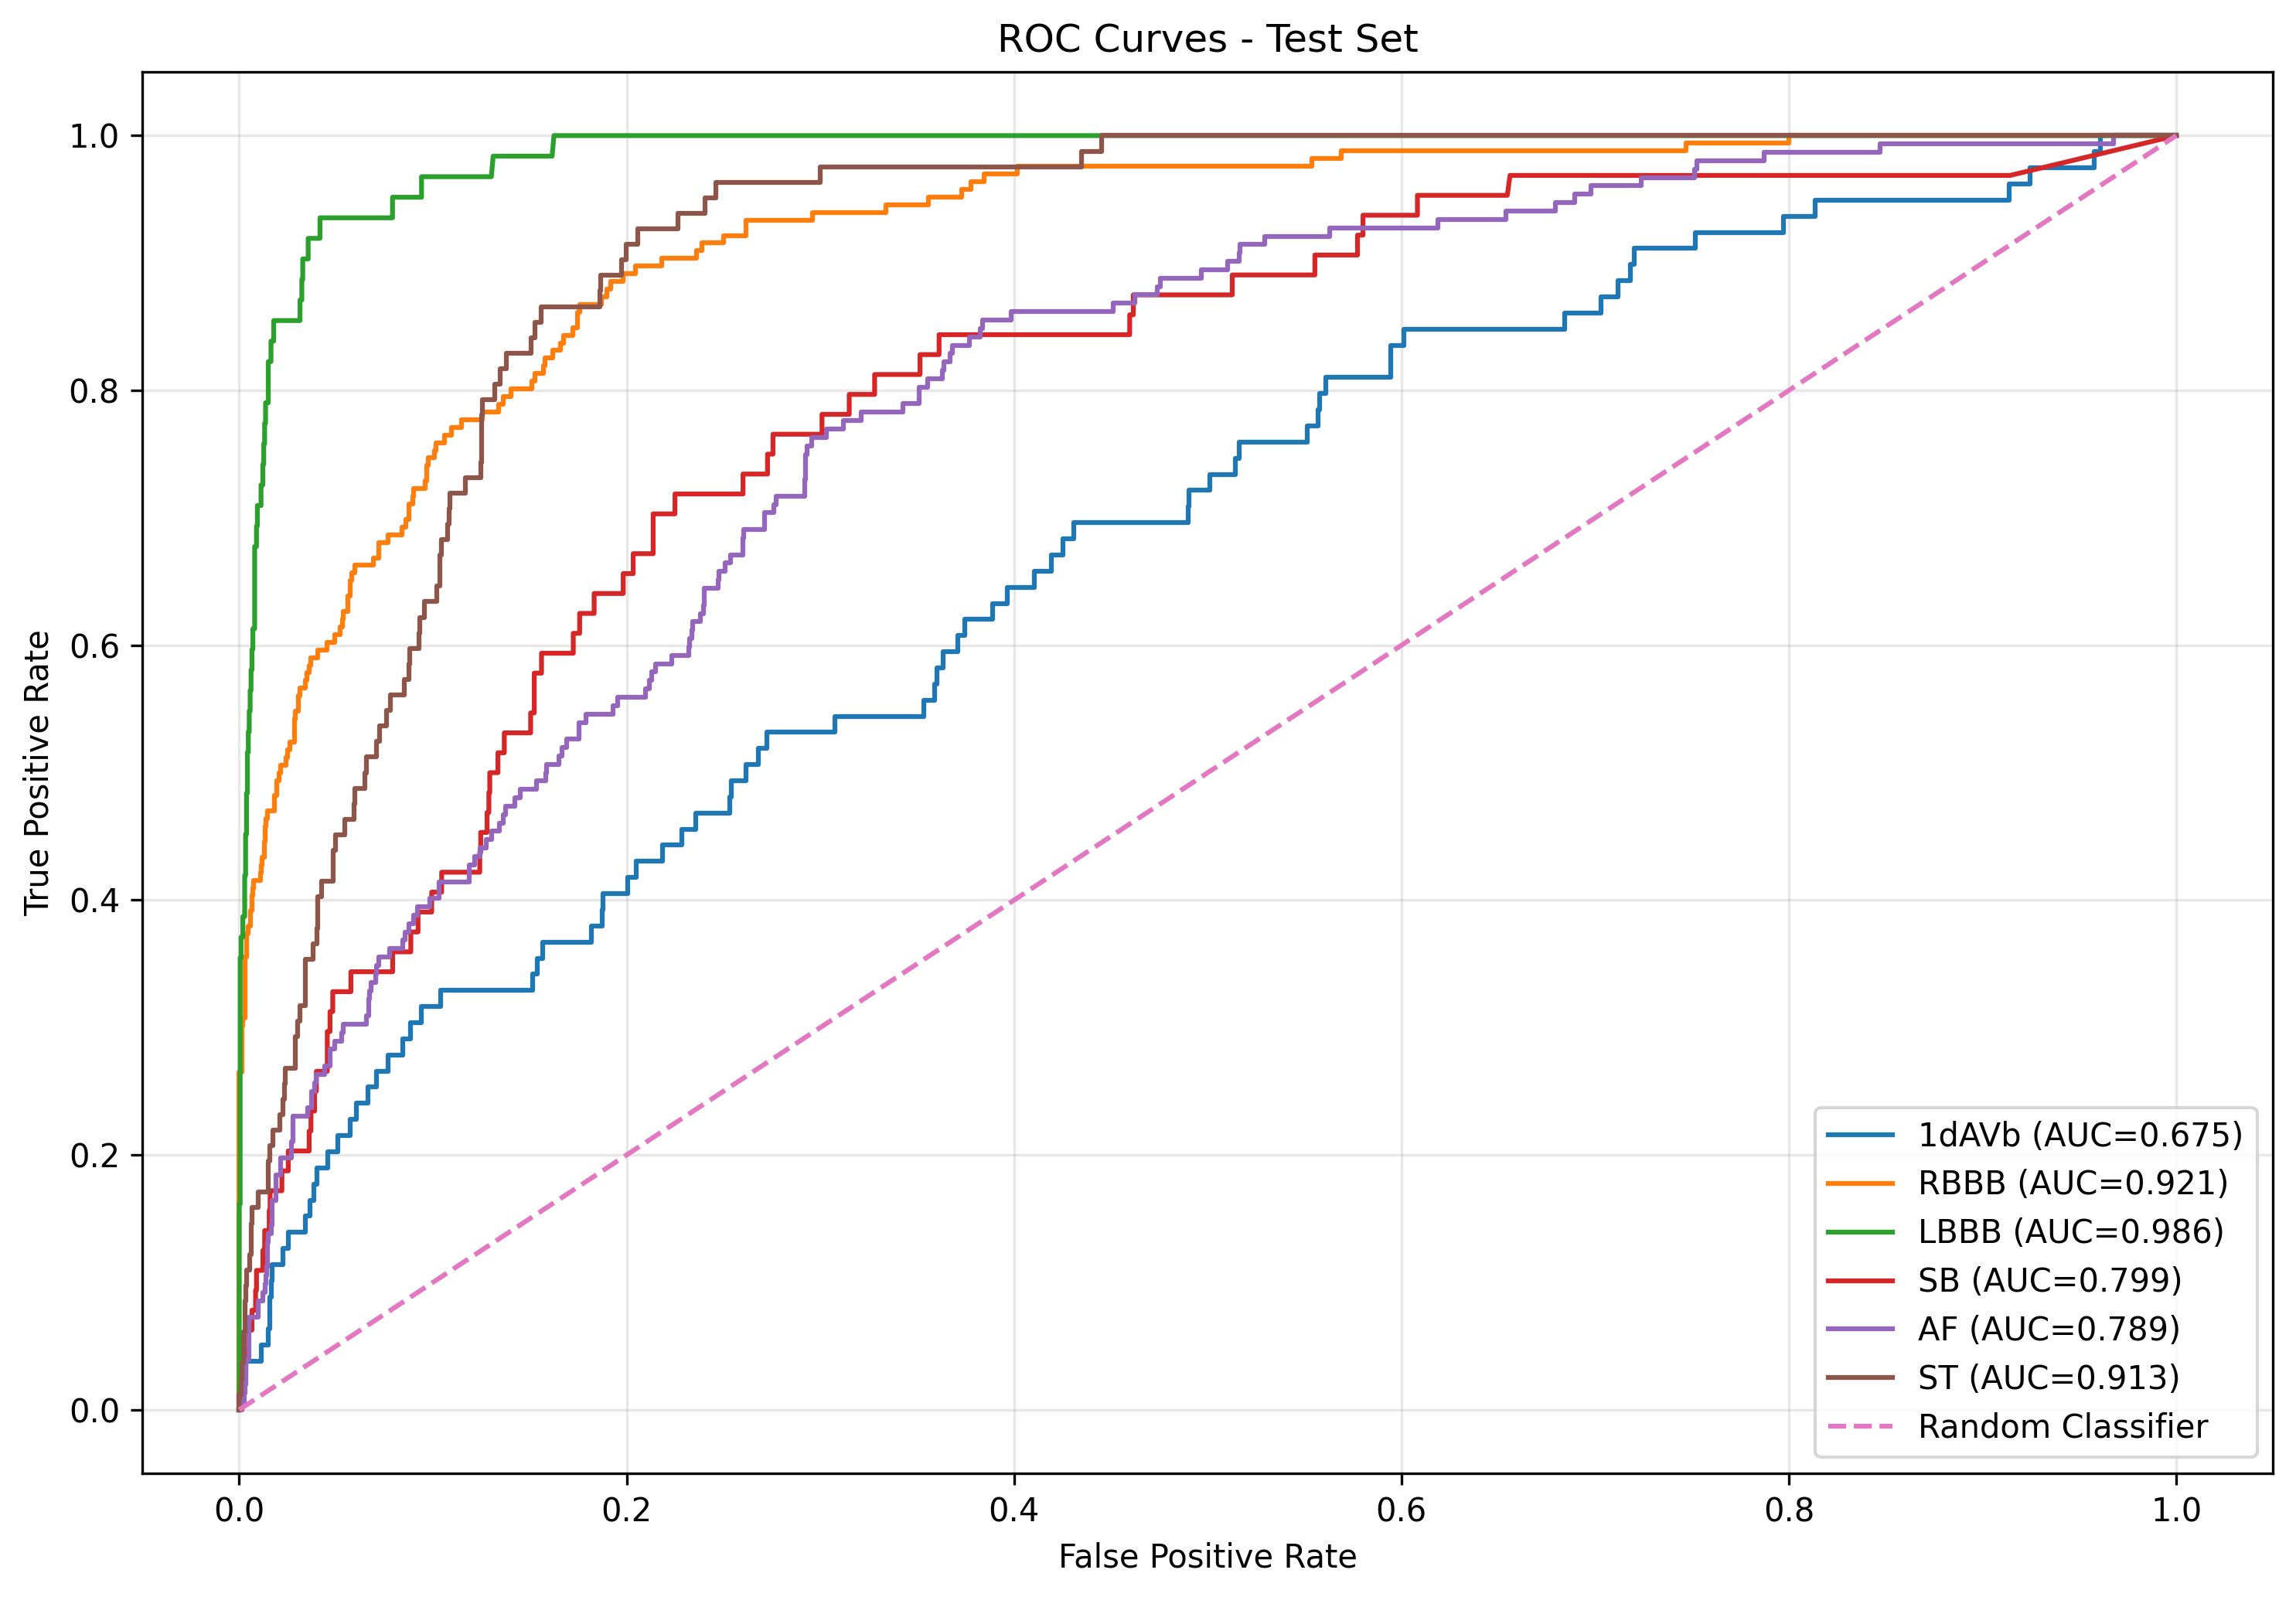 ROC Curves - Test Set
True Positive Rate
1.0
0.8
0.6
0.4
0.2
0.0
0.0 0.2 0.4 0.6 0.8 1.0
False Positive Rate
1dAVb (AUC=0.675)
RBBB (AUC=0.921)
LBBB (AUC=0.986)
SB (AUC=0.799)
AF (AUC=0.789)
ST (AUC=0.913)
Random Classifier